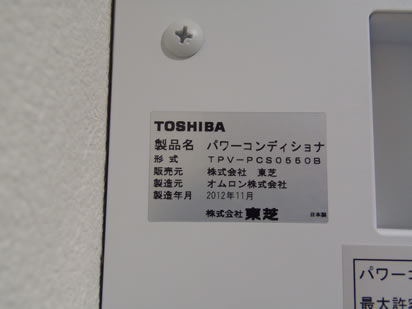 TOSHIBA
製品名 パワーコンディショナ
形式 TPV-PCS0550B
販売元 株式会社 東芝
製造元 オムロン株式会社
製造年月 2012年11月
株式会社 東芝 日本製
パワーコ
最大許容